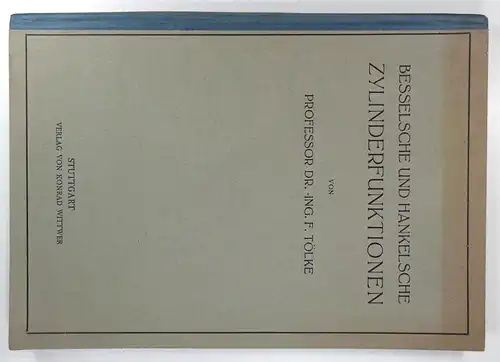 BESSELSCHE UND HANKELSCHE
ZYLINDERFUNKTIONEN
VON
PROFESSOR DR.-ING. F. TÖLKE
STUTTGART
VERLAG VON KONRAD WITTWER